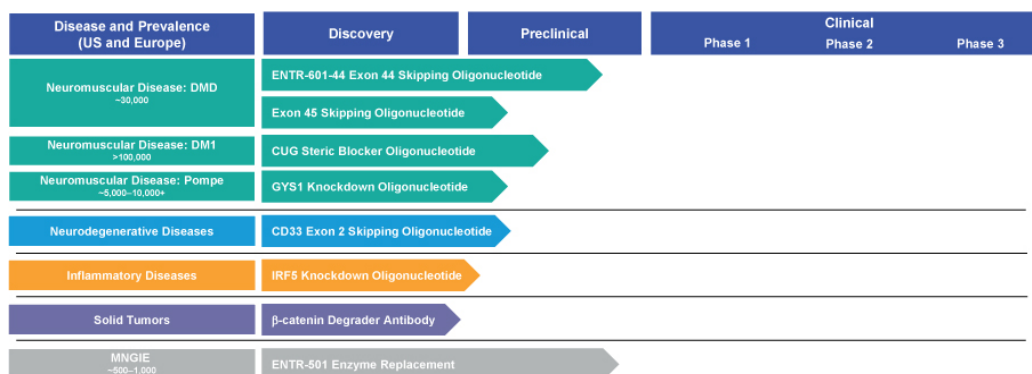 Disease and Prevalence
(US and Europe)
Discovery
Preclinical
Clinical
Phase 1
Phase 2
Phase 3
Neuromuscular Disease: DMD
~30,000
ENTR-601-44 Exon 44 Skipping Oligonucleotide
Exon 45 Skipping Oligonucleotide
Neuromuscular Disease: DM1
>100,000
CUG Steric Blocker Oligonucleotide
Neuromuscular Disease: Pompe
~5,000–10,000+
GYS1 Knockdown Oligonucleotide
Neurodegenerative Diseases
CD33 Exon 2 Skipping Oligonucleotide
Inflammatory Diseases
IRF5 Knockdown Oligonucleotide
Solid Tumors
β-catenin Degrader Antibody
MNGIE
~500–1,000
ENTR-501 Enzyme Replacement